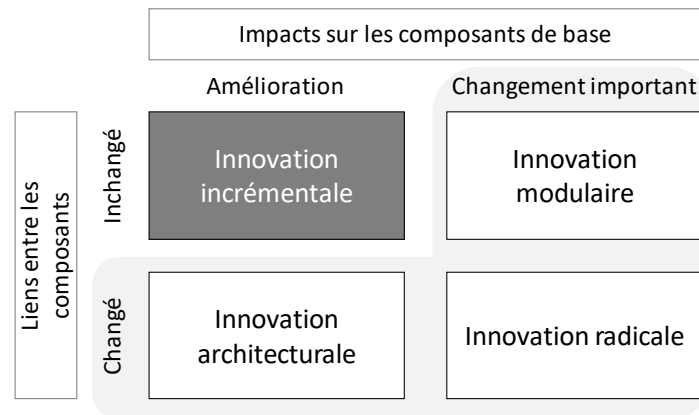 Impacts sur les composants de base
Amélioration
Changement important
Liens entre les
composants
Inchangé
Innovation
incrémentale
Innovation
modulaire
Changé
Innovation
architecturale
Innovation radicale